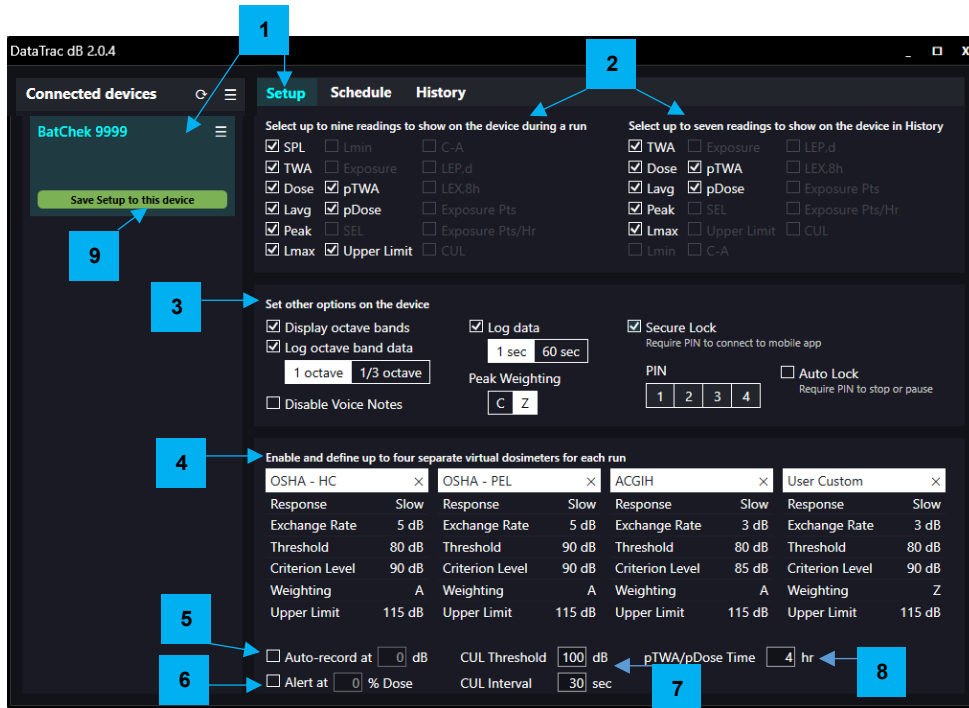 1
DataTrac dB 2.0.4
2
Connected devices
Setup Schedule History
BatChek 9999
Save Setup to this device
9
Select up to nine readings to show on the device during a run
SPL Lmin C-A
TWA Exposure LEP,d
Dose pTWA LEX,8h
Lavg pDose Exposure Pts
Peak SEL Exposure Pts/Hr
Lmax Upper Limit CUL
Select up to seven readings to show on the device in History
TWA Exposure LEP,d
Dose pTWA LEX,8h
Lavg pDose Exposure Pts
Peak SEL Exposure Pts/Hr
Lmax Upper Limit CUL
Lmin C-A
3
Set other options on the device
Display octave bands
Log octave band data
1 octave 1/3 octave
Disable Voice Notes
Log data
1 sec 60 sec
Peak Weighting
C Z
Secure Lock
Require PIN to connect to mobile app
PIN
1 2 3 4
Auto Lock
Require PIN to stop or pause
4
Enable and define up to four separate virtual dosimeters for each run
OSHA - HC × OSHA - PEL × ACGIH × User Custom ×
Response Slow Response Slow Response Slow Response Slow
Exchange Rate 5 dB Exchange Rate 5 dB Exchange Rate 3 dB Exchange Rate 3 dB
Threshold 80 dB Threshold 90 dB Threshold 80 dB Threshold 80 dB
Criterion Level 90 dB Criterion Level 90 dB Criterion Level 85 dB Criterion Level 90 dB
Weighting A Weighting A Weighting A Weighting Z
Upper Limit 115 dB Upper Limit 115 dB Upper Limit 115 dB Upper Limit 115 dB
5
Auto-record at 0 dB CUL Threshold 100 dB pTWA/pDose Time 4 hr
6
Alert at 0 % Dose CUL Interval 30 sec
7
8